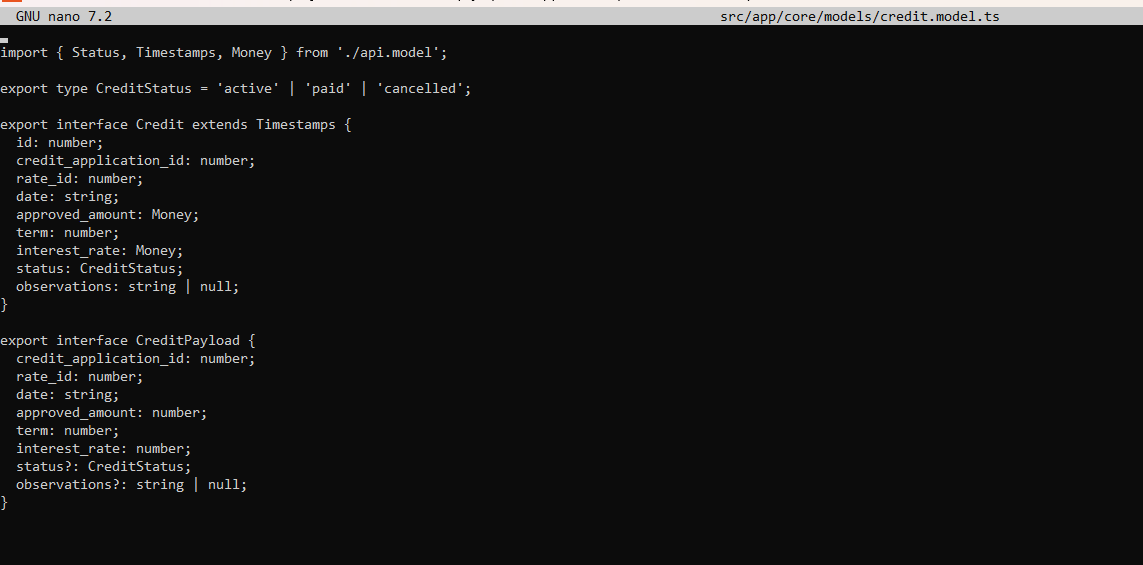 GNU nano 7.2 src/app/core/models/credit.model.ts
import { Status, Timestamps, Money } from './api.model';
export type CreditStatus = 'active' | 'paid' | 'cancelled';
export interface Credit extends Timestamps {
  id: number;
  credit_application_id: number;
  rate_id: number;
  date: string;
  approved_amount: Money;
  term: number;
  interest_rate: Money;
  status: CreditStatus;
  observations: string | null;
}
export interface CreditPayload {
  credit_application_id: number;
  rate_id: number;
  date: string;
  approved_amount: number;
  term: number;
  interest_rate: number;
  status?: CreditStatus;
  observations?: string | null;
}